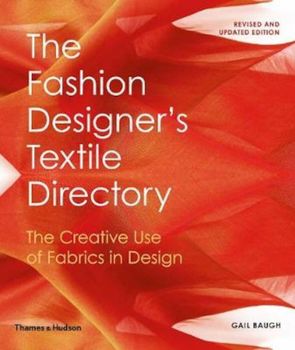 REVISED AND
UPDATED EDITION
The
Fashion
Designer's
Textile
Directory
The Creative Use
of Fabrics in Design
Thames & Hudson
GAIL BAUGH